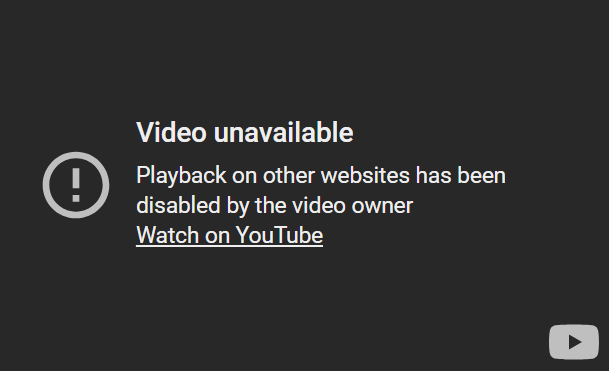 Video unavailable
Playback on other websites has been
disabled by the video owner
Watch on YouTube